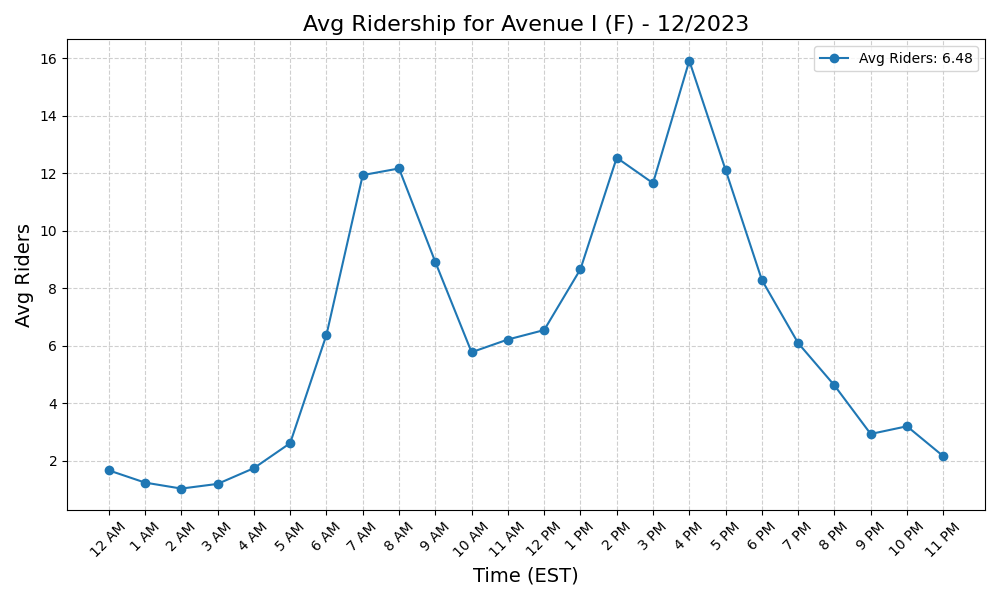 Avg Ridership for Avenue I (F) - 12/2023
Avg Riders: 6.48
Avg Riders
16
14
12
10
8
6
4
2
12 AM
1 AM
2 AM
3 AM
4 AM
5 AM
6 AM
7 AM
8 AM
9 AM
10 AM
11 AM
12 PM
1 PM
2 PM
3 PM
4 PM
5 PM
6 PM
7 PM
8 PM
9 PM
10 PM
11 PM
Time (EST)